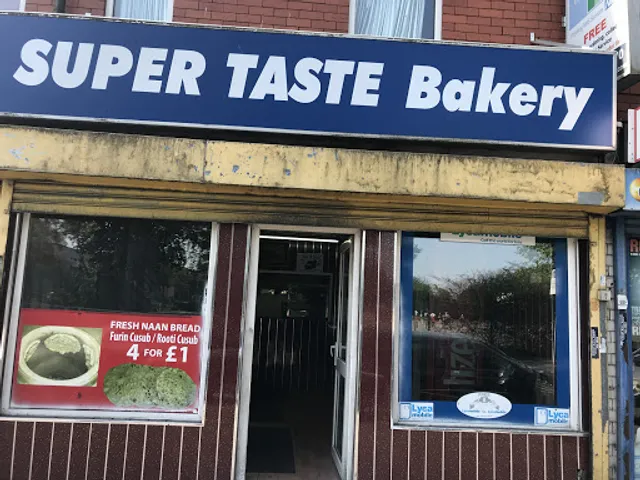 SUPER TASTE Bakery
FREE
FRESH NAAN BREAD
Furin Cusub / Rooti Cusub
4 FOR £1
Lyca
mobile
Lyca
mobile